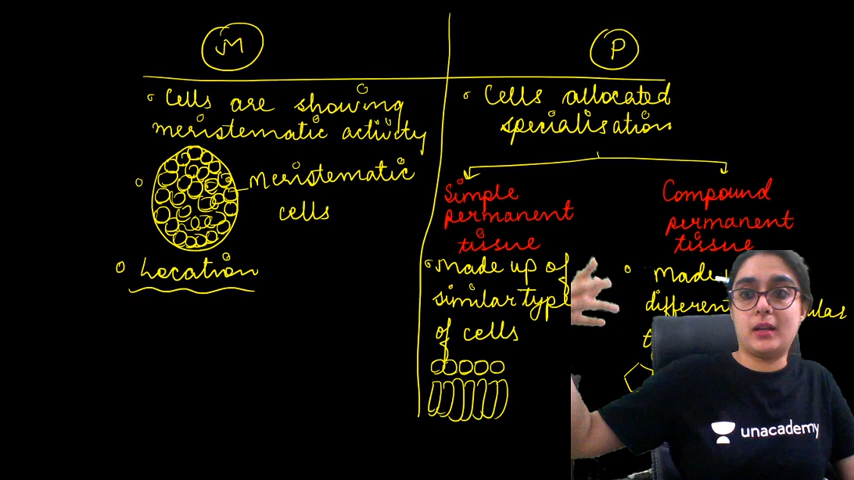 M
P
Cells are showing
meristematic activity
Meristematic
cells
Location
Cells allocated
specialisation
Simple
permanent
tissue
Compound
permanent
tissue
Made up of
similar type
of cells
Made
different
unacademy